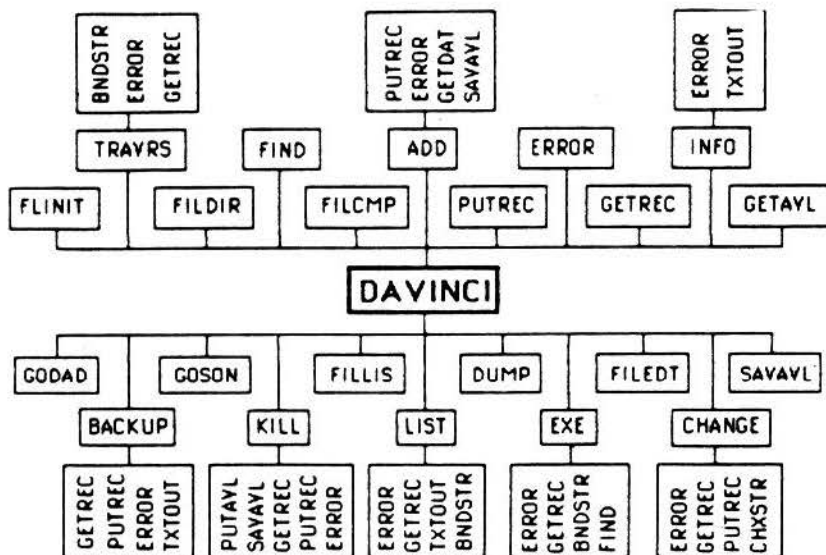 BNDSTR
ERROR
GETREC
PUTREC
ERROR
GETDAT
SAVAVL
ERROR
TXTOUT
TRAVRS
FIND
ADD
ERROR
INFO
FLINIT
FILDIR
FILCMP
PUTREC
GETREC
GETAVL
DAVINCI
GODAD
GOSON
FILLIS
DUMP
FILEDT
SAVAVL
BACKUP
KILL
LIST
EXE
CHANGE
GETREC
PUTREC
ERROR
TXTOUT
PUTAVL
SAVAVL
GETREC
PUTREC
ERROR
ERROR
GETREC
TXTOUT
BNDSTR
ERROR
GETREC
BNDSTR
FIND
ERROR
GETREC
PUTREC
CHXSTR